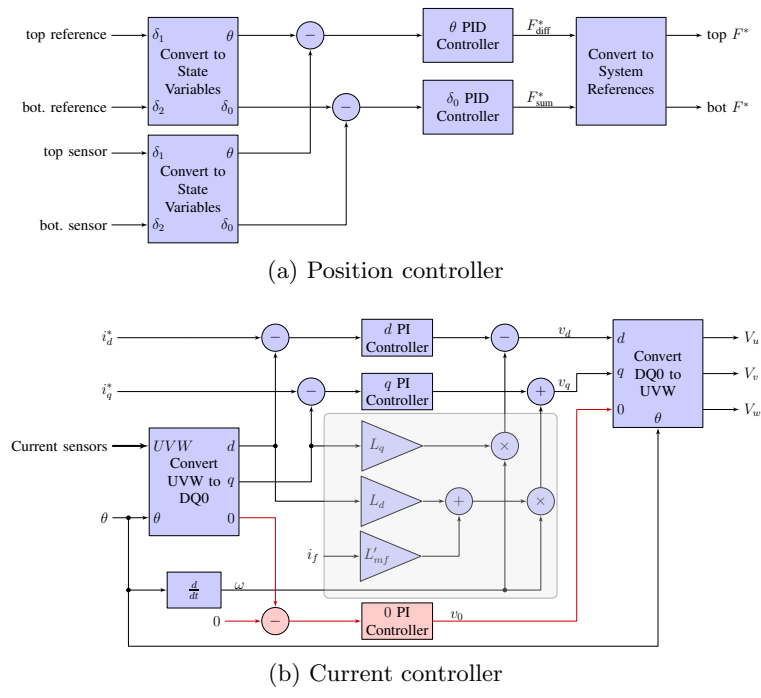 top reference
δ₁
θ
Convert to
State
Variables
bot. reference
δ₂
δ₀
−
−
θ PID
Controller
F*diff
δ₀ PID
Controller
F*sum
Convert to
System
References
top F*
bot F*
top sensor
δ₁
θ
Convert to
State
Variables
bot. sensor
δ₂
δ₀
(a) Position controller
i*d
−
d PI
Controller
−
vd
i*q
−
q PI
Controller
+
vq
d
q
0
Convert
DQ0 to
UVW
θ
Vu
Vv
Vw
Current sensors
UVW
d
Convert
UVW to
DQ0
q
θ
θ
0
Lq
×
Ld
+
×
if
L′mf
d/dt
ω
0
−
0 PI
Controller
v₀
(b) Current controller